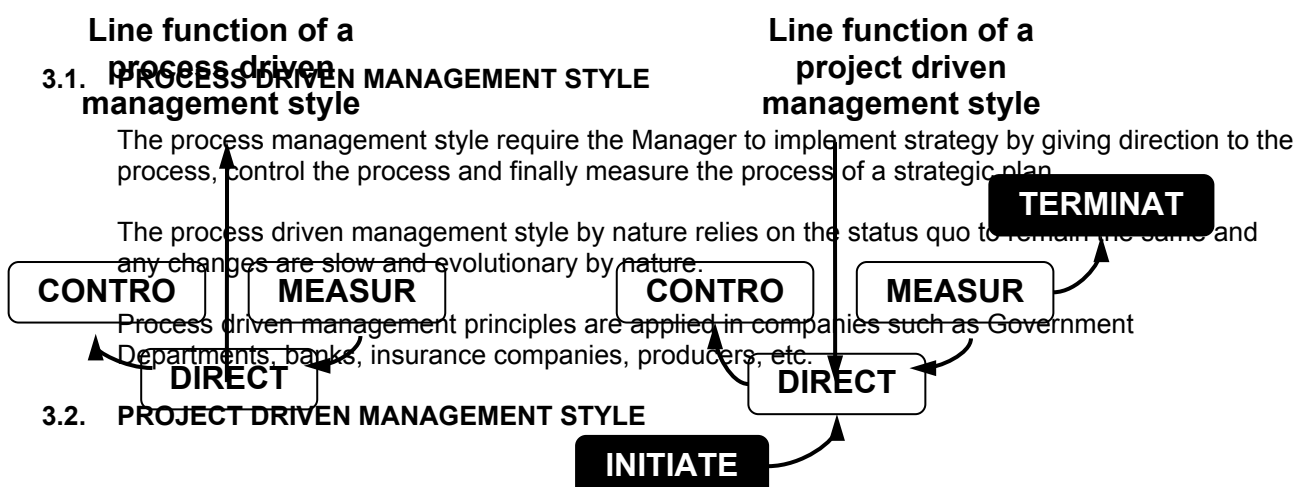 Line function of a
process driven
management style
Line function of a
project driven
management style
3.1. PROCESS DRIVEN MANAGEMENT STYLE
The process management style require the Manager to implement strategy by giving direction to the
process, control the process and finally measure the process of a strategic plan
TERMINAT
The process driven management style by nature relies on the status quo to remain the same and
any changes are slow and evolutionary by nature.
CONTRO
MEASUR
CONTRO
MEASUR
Process driven management principles are applied in companies such as Government
Departments, banks, insurance companies, producers, etc.
DIRECT
DIRECT
3.2. PROJECT DRIVEN MANAGEMENT STYLE
INITIATE